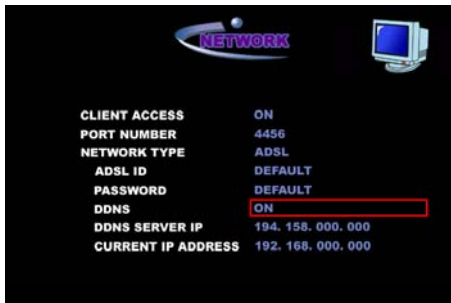 NETWORK
CLIENT ACCESS ON
PORT NUMBER 4456
NETWORK TYPE ADSL
ADSL ID DEFAULT
PASSWORD DEFAULT
DDNS ON
DDNS SERVER IP 194. 158. 000. 000
CURRENT IP ADDRESS 192. 168. 000. 000